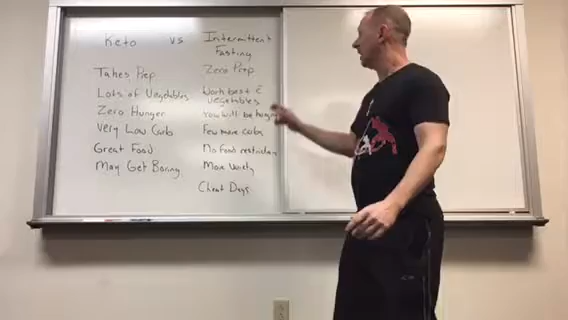 Keto vs Intermittent
Fasting
Takes Prep
Zero Prep
Lots of Vegetables
Work best c̄
vegetables
Zero Hunger
You will be hungry
Very Low Carb
Few more carbs
Great Food
No food restriction
May Get Boring
More Variety
Cheat Days